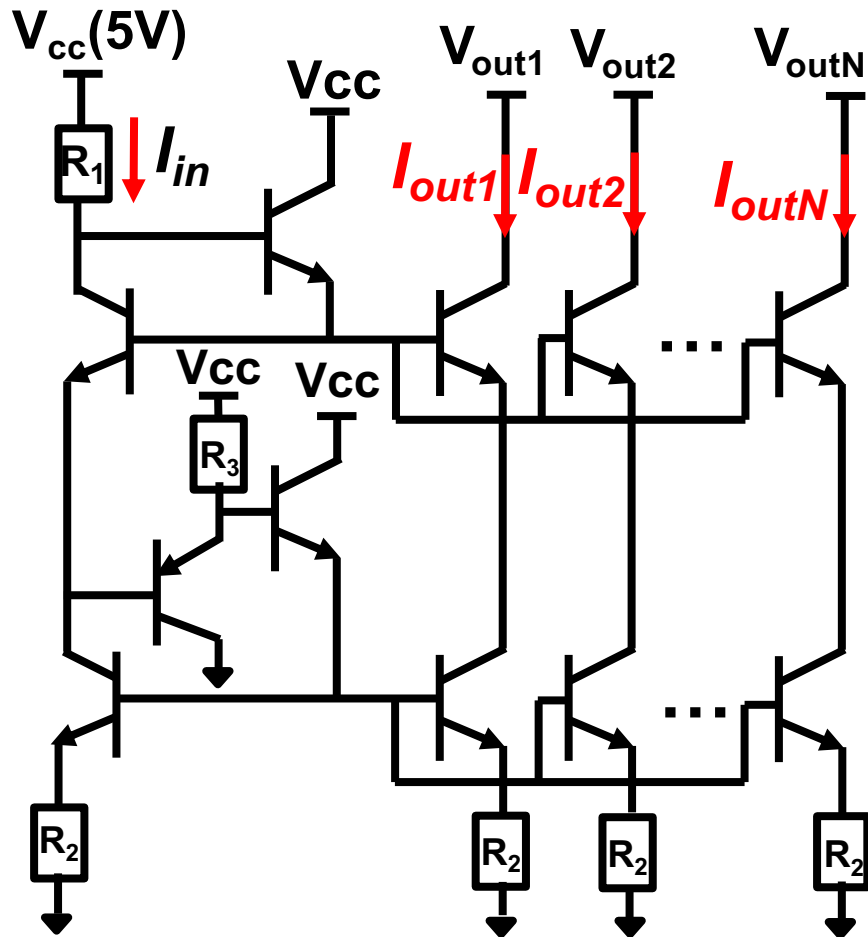 Vcc(5V)
Vcc
Vout1
Vout2
VoutN
R1
Iin
Iout1
Iout2
IoutN
...
Vcc
Vcc
R3
...
R2
R2
R2
R2